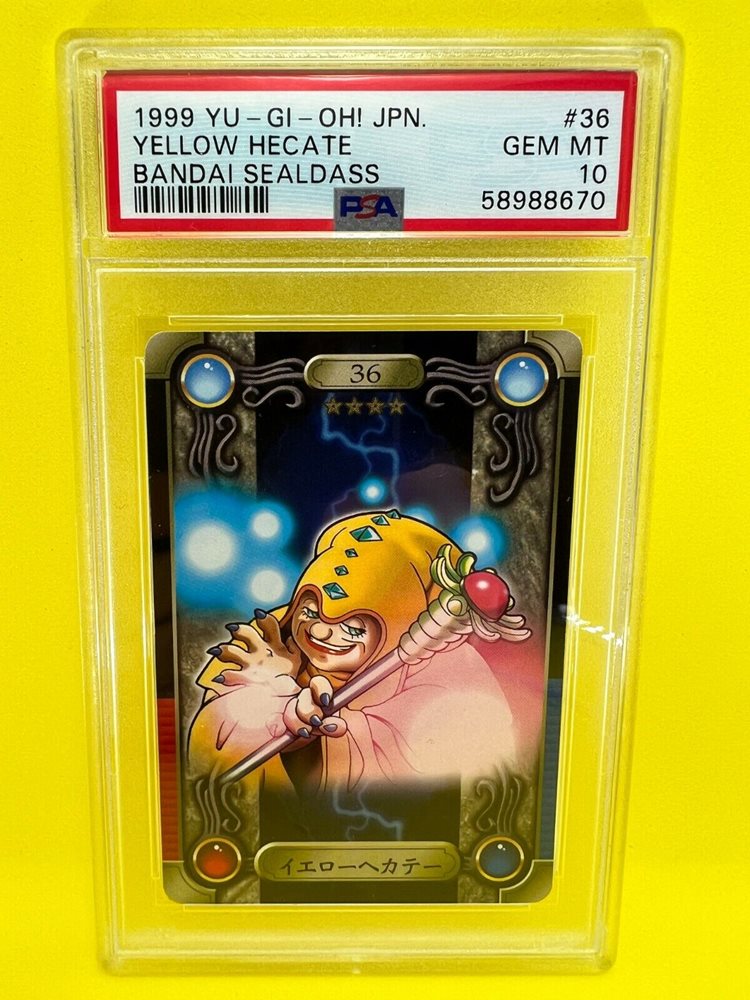 1999 YU-GI-OH! JPN. #36
YELLOW HECATE GEM MT
BANDAI SEALDASS 10
PSA 58988670
36
イエローヘカテー